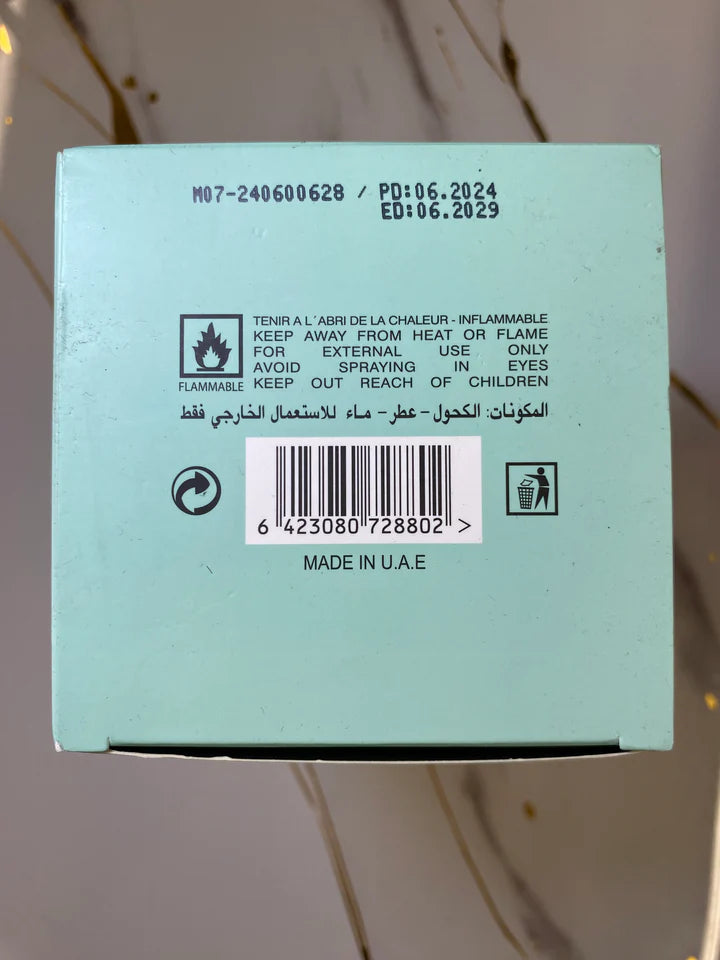 M07-240600628 / PD:06.2024
ED:06.2029
TENIR A L´ABRI DE LA CHALEUR - INFLAMMABLE
KEEP AWAY FROM HEAT OR FLAME
FOR EXTERNAL USE ONLY
AVOID SPRAYING IN EYES
FLAMMABLE KEEP OUT REACH OF CHILDREN
المكونات: الكحول - عطر - ماء للاستعمال الخارجي فقط
6 423080 728802 >
MADE IN U.A.E